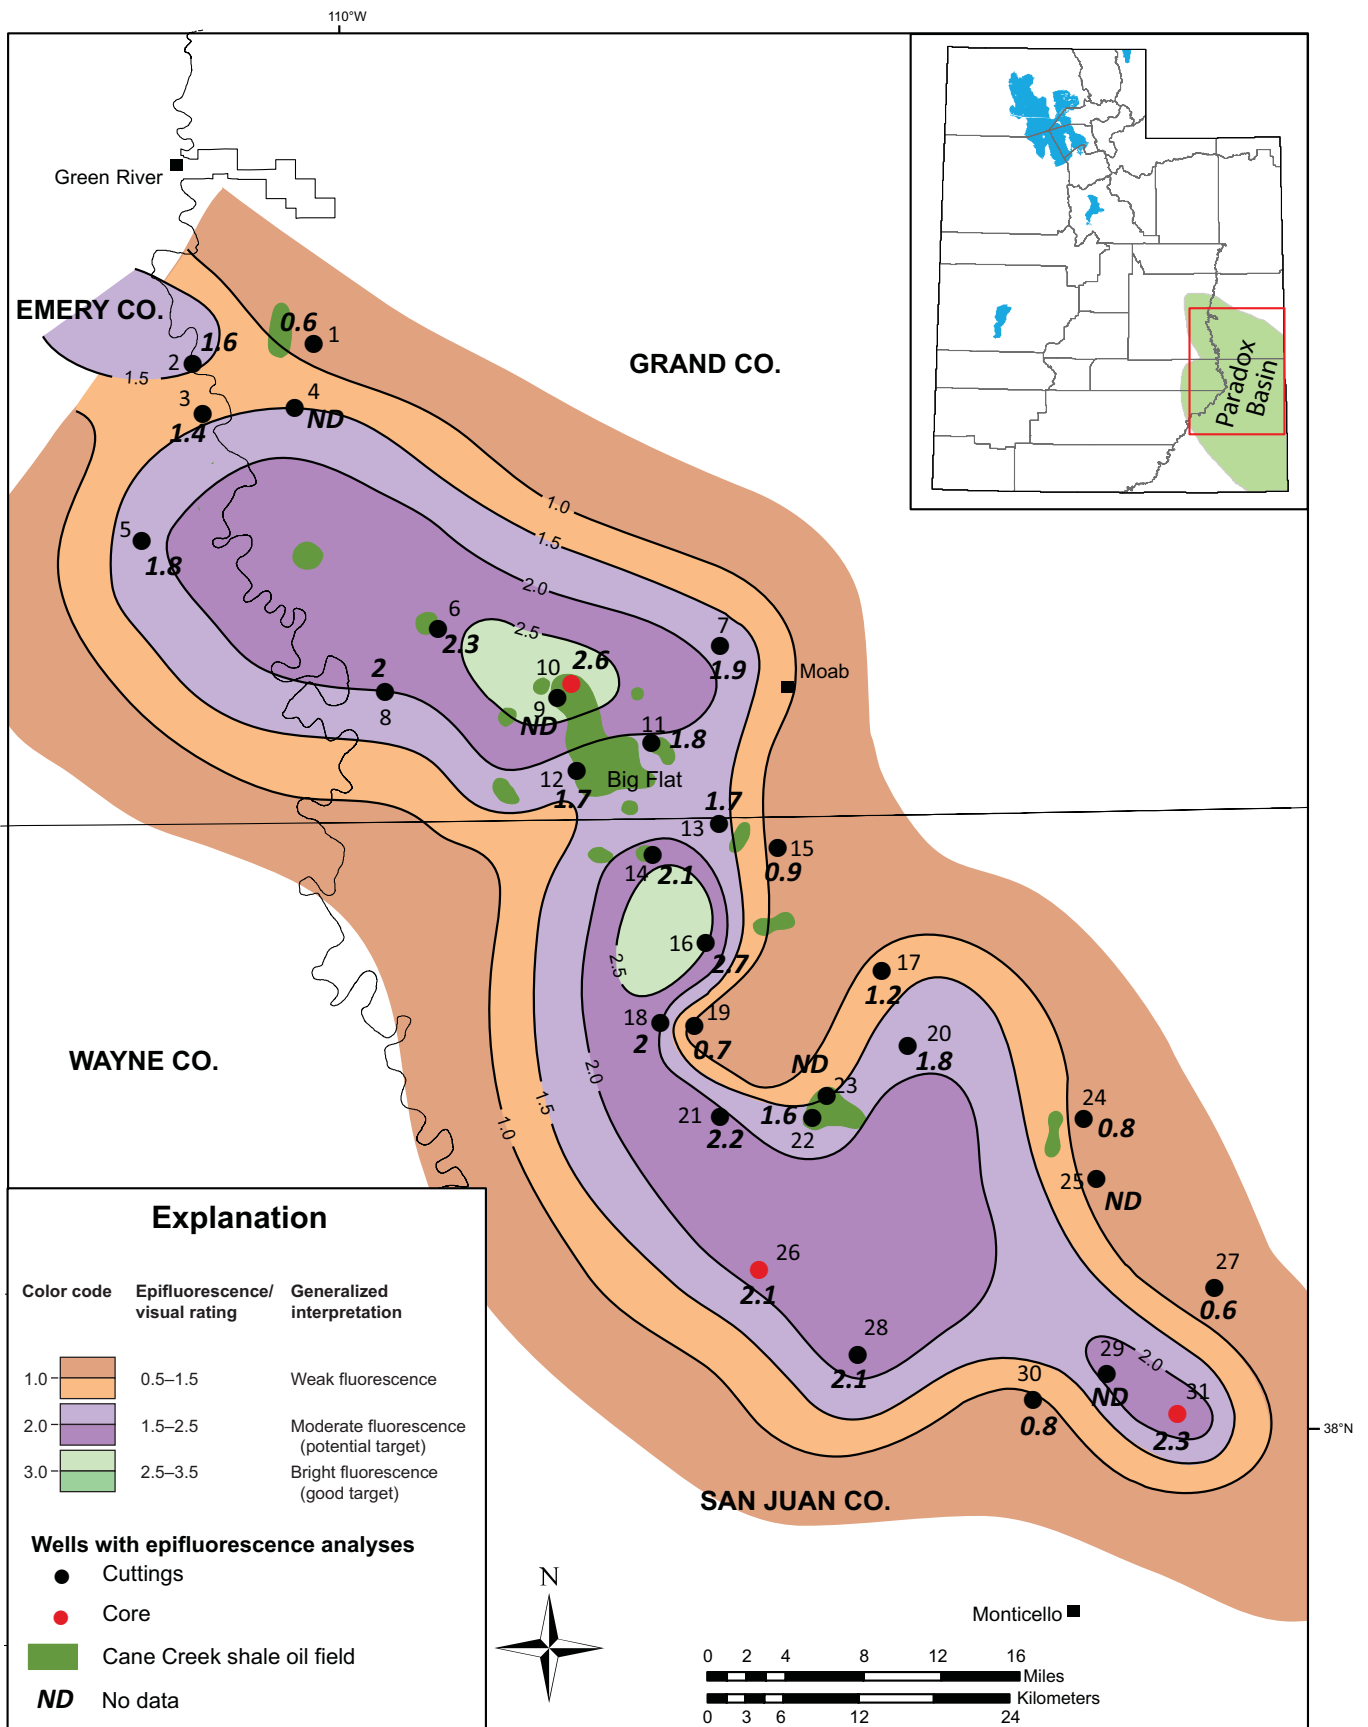 110°W
Green River
EMERY CO.
GRAND CO.
Paradox
Basin
0.6
1
1.6
2
1.5
3
1.4
4
ND
1.0
1.5
2.0
5
1.8
6
2.3
2.5
7
1.9
Moab
2
8
10
2.6
9
ND
11
1.8
12
1.7
Big Flat
1.7
13
14
2.1
15
0.9
16
2.7
2.5
17
1.2
18
2
19
0.7
WAYNE CO.
2.0
1.5
1.0
20
1.8
ND
23
21
2.2
1.6
22
24
0.8
25
ND
26
2.1
27
0.6
28
2.1
29
ND
2.0
30
0.8
31
2.3
38°N
SAN JUAN CO.
Monticello
Explanation
Color code Epifluorescence/ Generalized
visual rating interpretation
1.0 0.5–1.5 Weak fluorescence
2.0 1.5–2.5 Moderate fluorescence
(potential target)
3.0 2.5–3.5 Bright fluorescence
(good target)
Wells with epifluorescence analyses
Cuttings
Core
Cane Creek shale oil field
ND No data
N
0 2 4 8 12 16
Miles
Kilometers
0 3 6 12 24